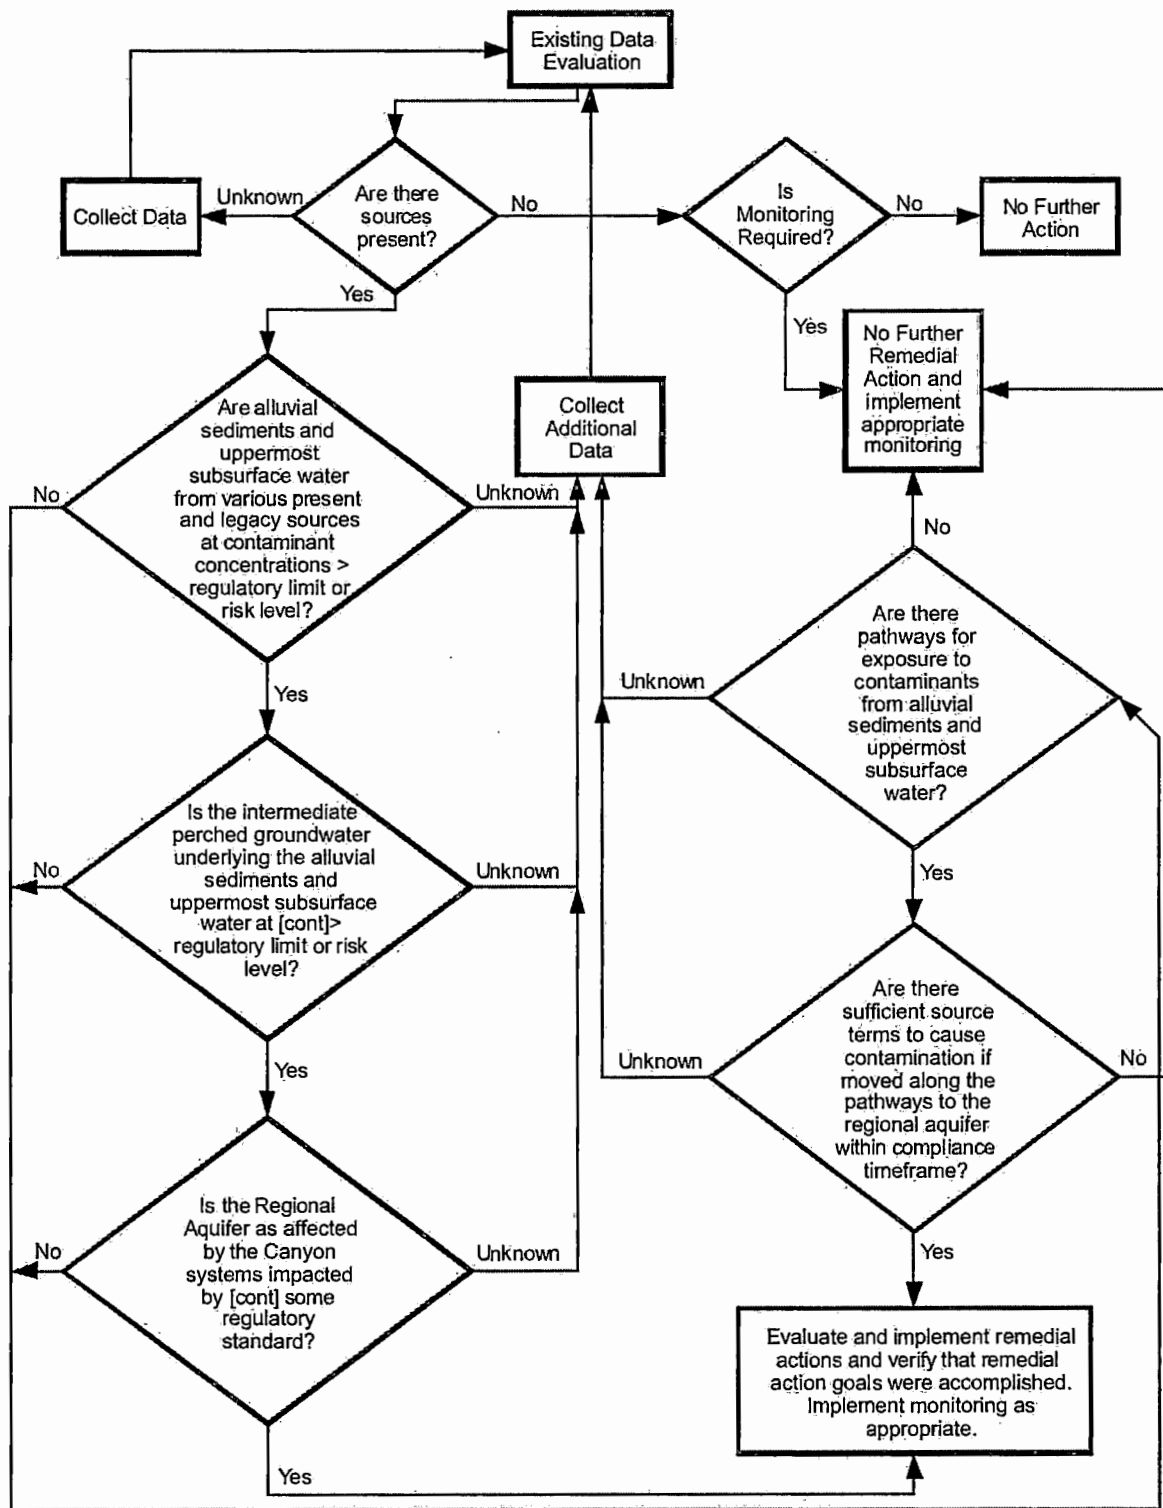 Existing Data
Evaluation
Collect Data
Unknown
Are there
sources
present?
No
Is
Monitoring
Required?
No
No Further
Action
Yes
Yes
No Further
Remedial
Action and
implement
appropriate
monitoring
Collect
Additional
Data
No
Are alluvial
sediments and
uppermost
subsurface water
from various present
and legacy sources
at contaminant
concentrations >
regulatory limit or
risk level?
Unknown
No
Are there
pathways for
exposure to
contaminants
from alluvial
sediments and
uppermost
subsurface
water?
Unknown
Yes
Yes
No
Is the intermediate
perched groundwater
underlying the alluvial
sediments and
uppermost subsurface
water at [cont]>
regulatory limit or risk
level?
Unknown
Yes
Unknown
Are there
sufficient source
terms to cause
contamination if
moved along the
pathways to the
regional aquifer
within compliance
timeframe?
No
No
Is the Regional
Aquifer as affected
by the Canyon
systems impacted
by [cont] some
regulatory
standard?
Unknown
Yes
Evaluate and implement remedial
actions and verify that remedial
action goals were accomplished.
Implement monitoring as
appropriate.
Yes